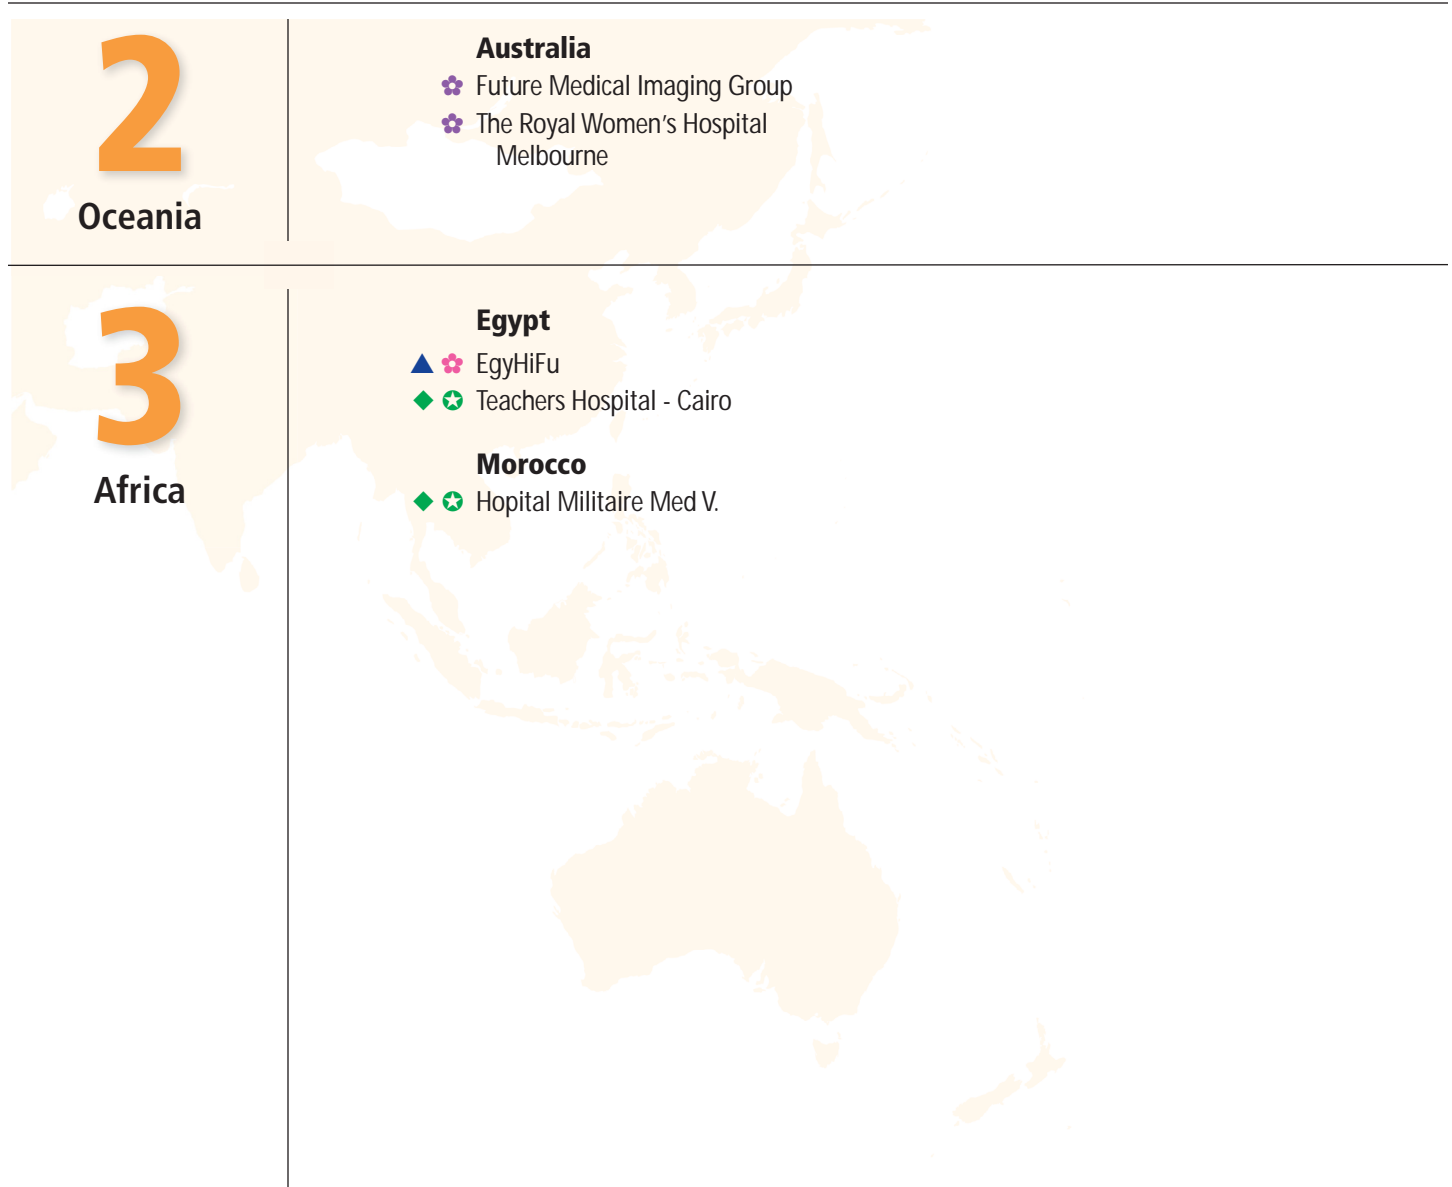 2
Oceania
Australia
Future Medical Imaging Group
The Royal Women's Hospital
Melbourne
3
Africa
Egypt
EgyHiFu
Teachers Hospital - Cairo
Morocco
Hopital Militaire Med V.